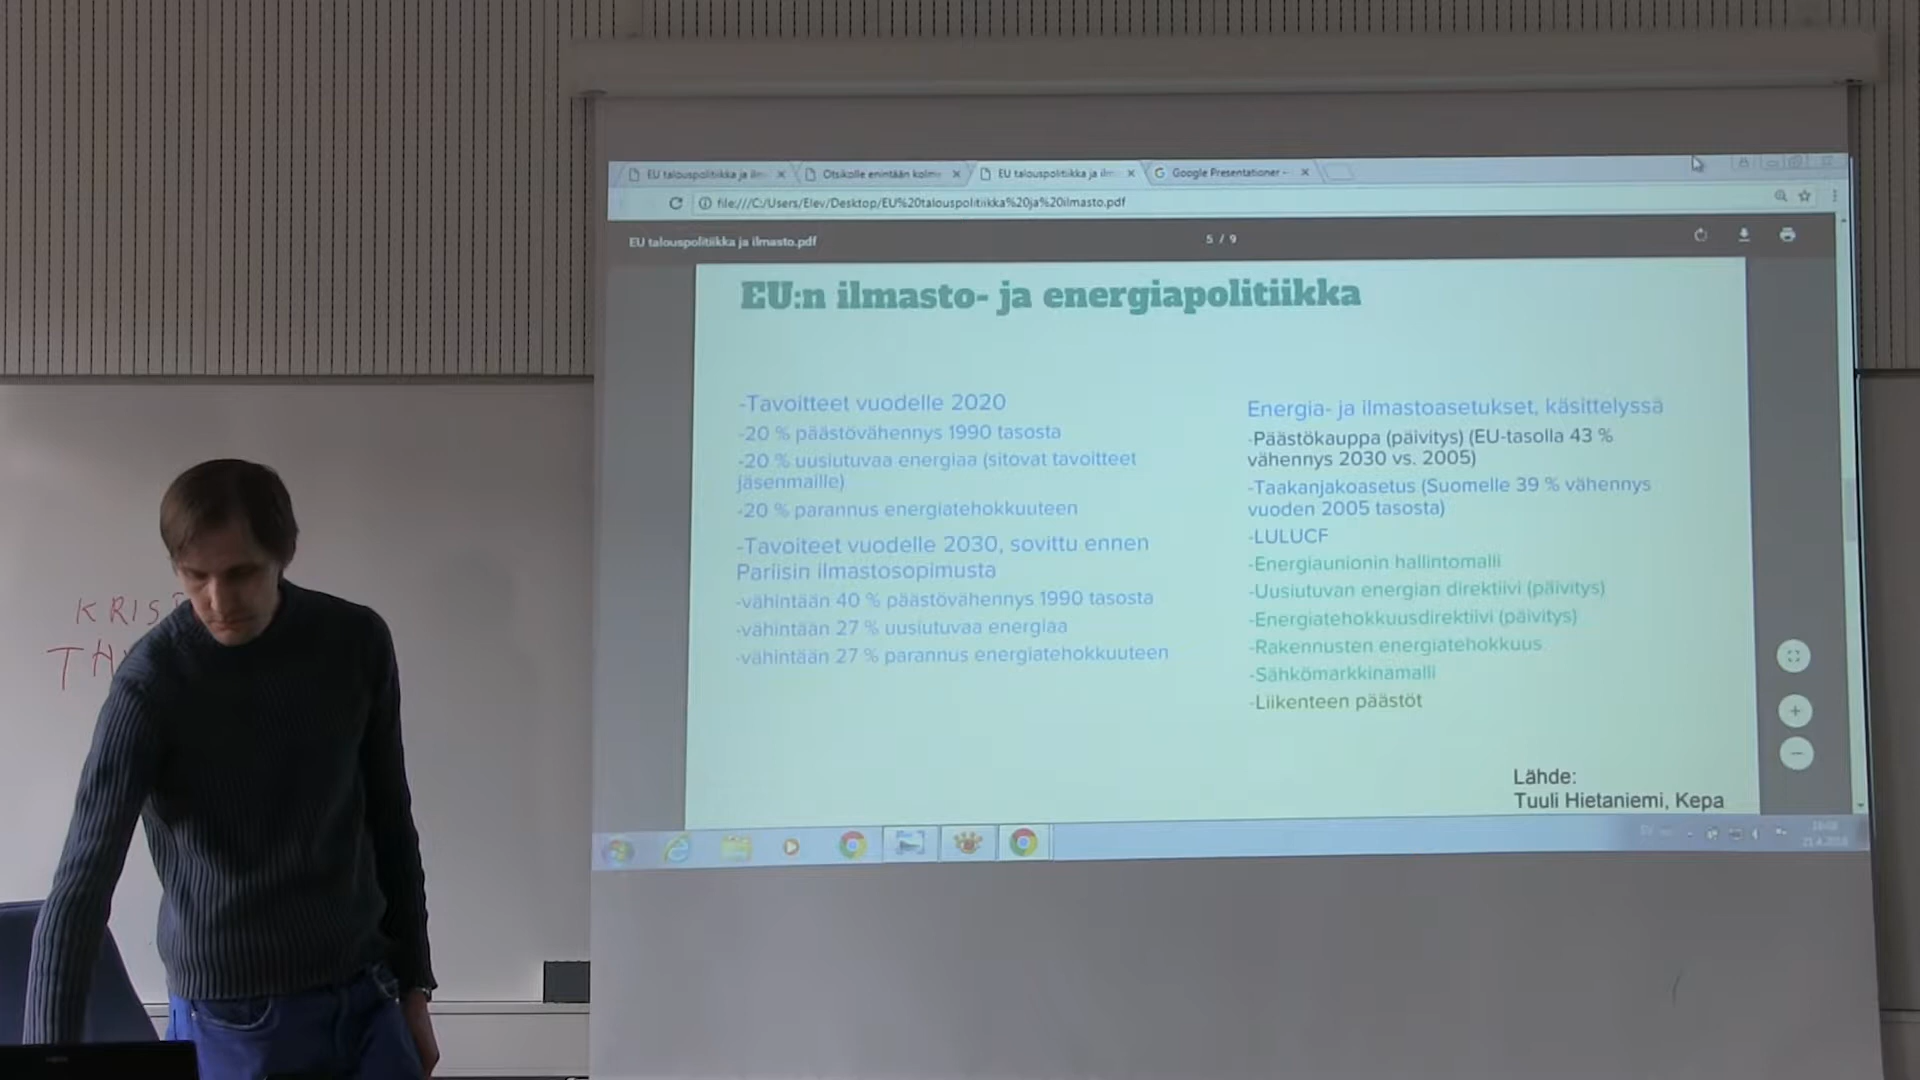 EU talouspolitiikka ja ilm
Otsikolle enintään kolme
EU talouspolitiikka ja ilm
Google Presentationer -
file:///C:/Users/Elev/Desktop/EU%20talouspolitiikka%20ja%20ilmasto.pdf
EU talouspolitiikka ja ilmasto.pdf
5 / 9
EU:n ilmasto- ja energiapolitiikka
-Tavoitteet vuodelle 2020
-20 % päästövähennys 1990 tasosta
-20 % uusiutuvaa energiaa (sitovat tavoitteet
jäsenmaille)
-20 % parannus energiatehokkuuteen
-Tavoiteet vuodelle 2030, sovittu ennen
Pariisin ilmastosopimusta
-vähintään 40 % päästövähennys 1990 tasosta
-vähintään 27 % uusiutuvaa energiaa
-vähintään 27 % parannus energiatehokkuuteen
Energia- ja ilmastoasetukset, käsittelyssä
-Päästökauppa (päivitys) (EU-tasolla 43 %
vähennys 2030 vs. 2005)
-Taakanjakoasetus (Suomelle 39 % vähennys
vuoden 2005 tasosta)
-LULUCF
-Energiaunionin hallintomalli
-Uusiutuvan energian direktiivi (päivitys)
-Energiatehokkuusdirektiivi (päivitys)
-Rakennusten energiatehokkuus
-Sähkömarkkinamalli
-Liikenteen päästöt
Lähde:
Tuuli Hietaniemi, Kepa
KRIS
TH